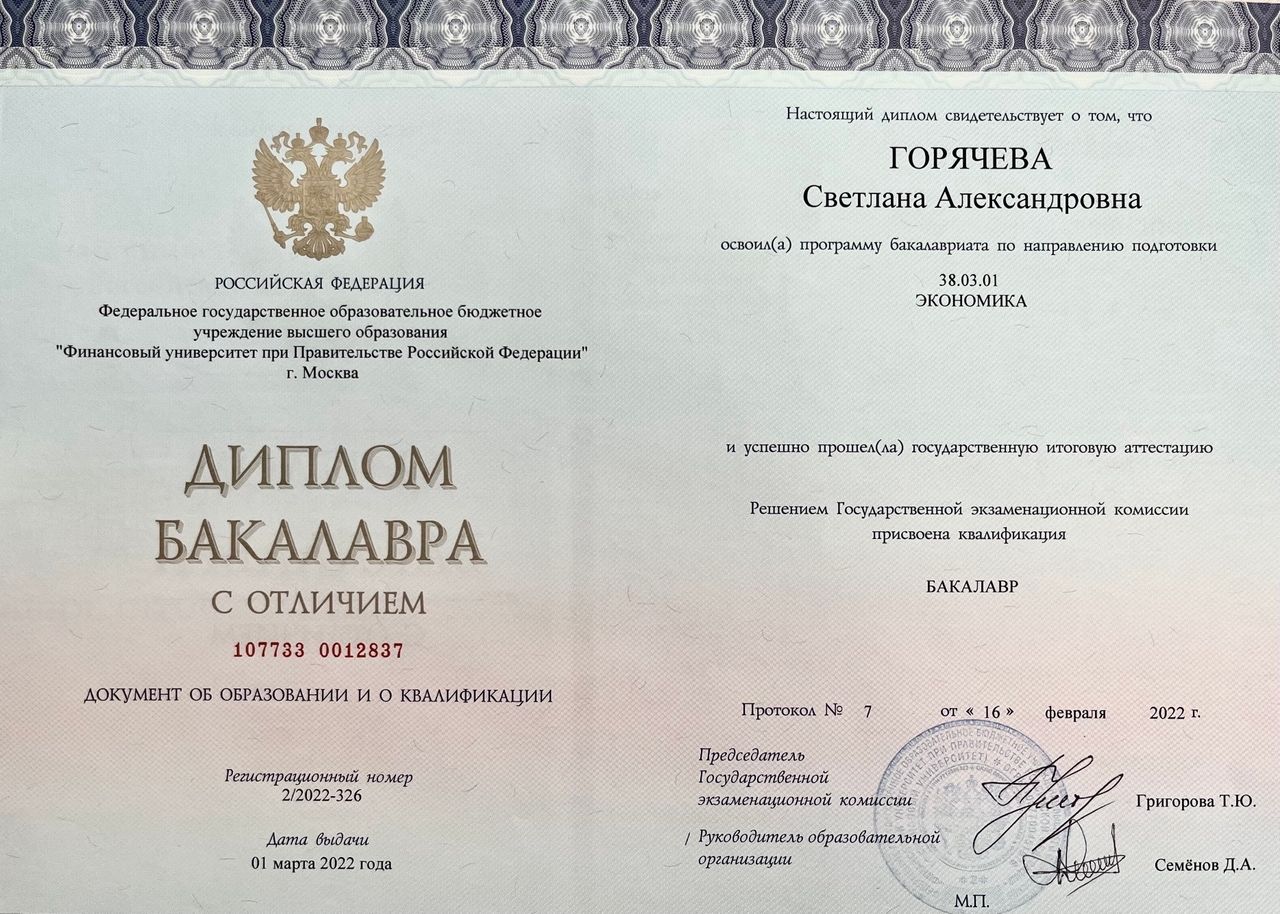 РОССИЙСКАЯ ФЕДЕРАЦИЯ
Федеральное государственное образовательное бюджетное
учреждение высшего образования
"Финансовый университет при Правительстве Российской Федерации"
г. Москва
ДИПЛОМ
БАКАЛАВРА
С ОТЛИЧИЕМ
107733 0012837
ДОКУМЕНТ ОБ ОБРАЗОВАНИИ И О КВАЛИФИКАЦИИ
Регистрационный номер
2/2022-326
Дата выдачи
01 марта 2022 года
Настоящий диплом свидетельствует о том, что
ГОРЯЧЕВА
Светлана Александровна
освоил(а) программу бакалавриата по направлению подготовки
38.03.01
ЭКОНОМИКА
и успешно прошел(ла) государственную итоговую аттестацию
Решением Государственной экзаменационной комиссии
присвоена квалификация
БАКАЛАВР
Протокол № 7 от « 16 » февраля 2022 г.
Председатель
Государственной
экзаменационной комиссии Григорова Т.Ю.
/ Руководитель образовательной
организации Семёнов Д.А.
М.П.